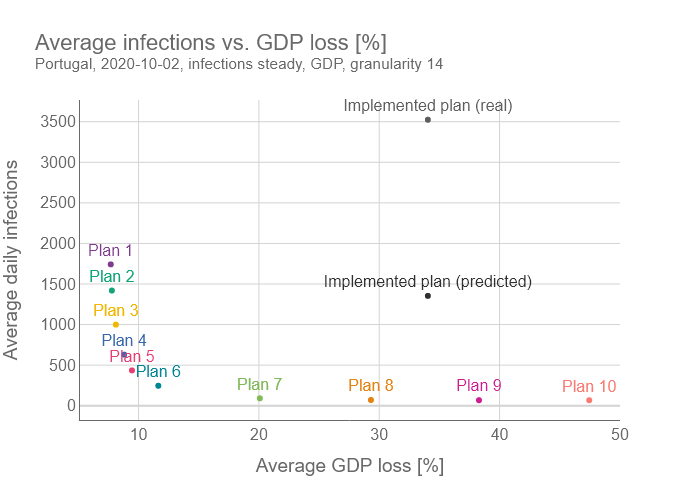 Average infections vs. GDP loss [%]
Portugal, 2020-10-02, infections steady, GDP, granularity 14
Implemented plan (real)
3500
3000
2500
2000
1500
1000
500
0
Average daily infections
Plan 1
Plan 2
Implemented plan (predicted)
Plan 3
Plan 4
Plan 5
Plan 6
Plan 7
Plan 8
Plan 9
Plan 10
10
20
30
40
50
Average GDP loss [%]